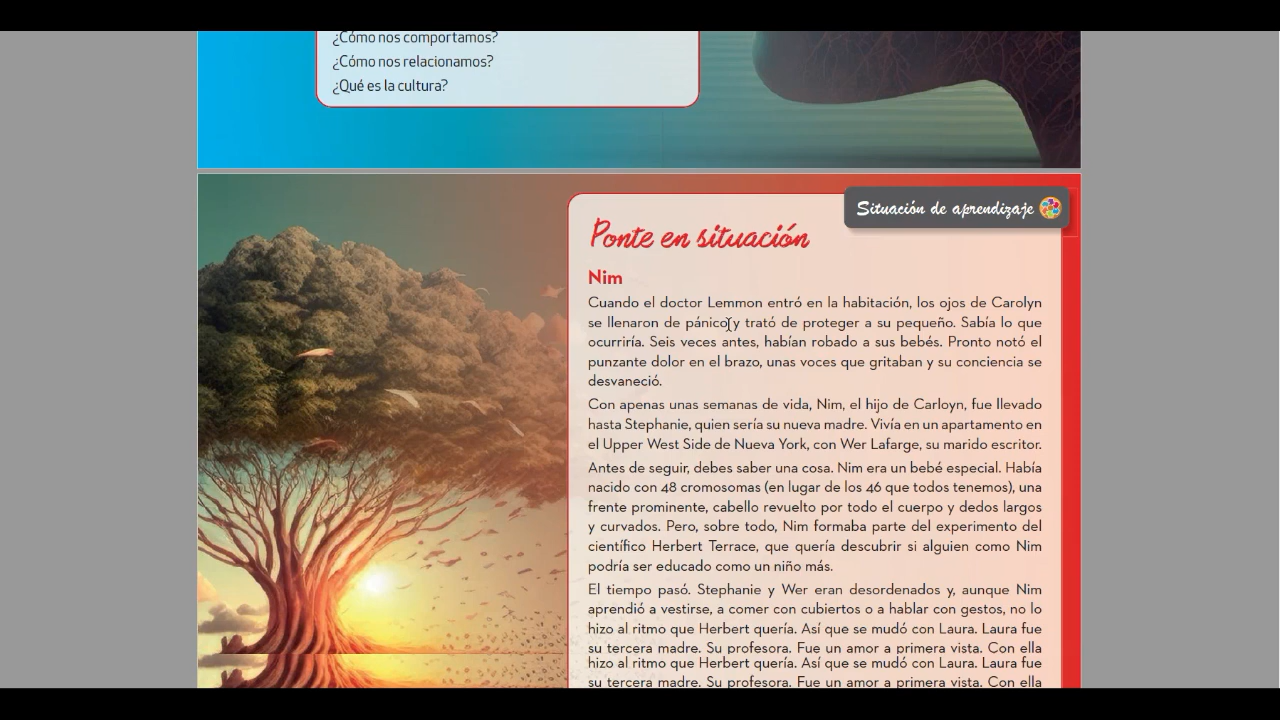 ¿Cómo nos comportamos?
¿Cómo nos relacionamos?
¿Qué es la cultura?
Situación de aprendizaje
Ponte en situación
Nim
Cuando el doctor Lemmon entró en la habitación, los ojos de Carolyn
se llenaron de pánico y trató de proteger a su pequeño. Sabía lo que
ocurriría. Seis veces antes, habían robado a sus bebés. Pronto notó el
punzante dolor en el brazo, unas voces que gritaban y su conciencia se
desvaneció.
Con apenas unas semanas de vida, Nim, el hijo de Carloyn, fue llevado
hasta Stephanie, quien sería su nueva madre. Vivía en un apartamento en
el Upper West Side de Nueva York, con Wer Lafarge, su marido escritor.
Antes de seguir, debes saber una cosa. Nim era un bebé especial. Había
nacido con 48 cromosomas (en lugar de los 46 que todos tenemos), una
frente prominente, cabello revuelto por todo el cuerpo y dedos largos
y curvados. Pero, sobre todo, Nim formaba parte del experimento del
científico Herbert Terrace, que quería descubrir si alguien como Nim
podría ser educado como un niño más.
El tiempo pasó. Stephanie y Wer eran desordenados y, aunque Nim
aprendió a vestirse, a comer con cubiertos o a hablar con gestos, no lo
hizo al ritmo que Herbert quería. Así que se mudó con Laura. Laura fue
su tercera madre. Su profesora. Fue un amor a primera vista. Con ella
hizo al ritmo que Herbert quería. Así que se mudó con Laura. Laura fue
su tercera madre. Su profesora. Fue un amor a primera vista. Con ella